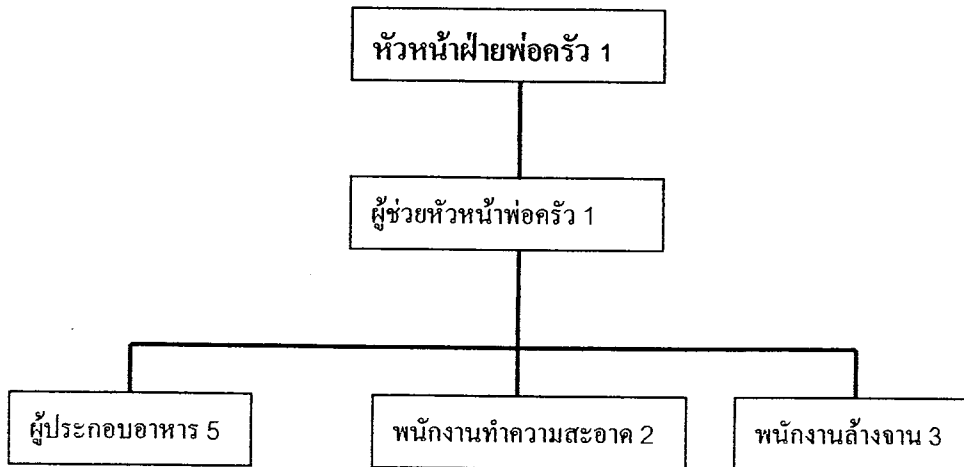 หัวหน้าฝ่ายพ่อครัว 1
ผู้ช่วยหัวหน้าพ่อครัว 1
ผู้ประกอบอาหาร 5
พนักงานทำความสะอาด 2
พนักงานล้างจาน 3